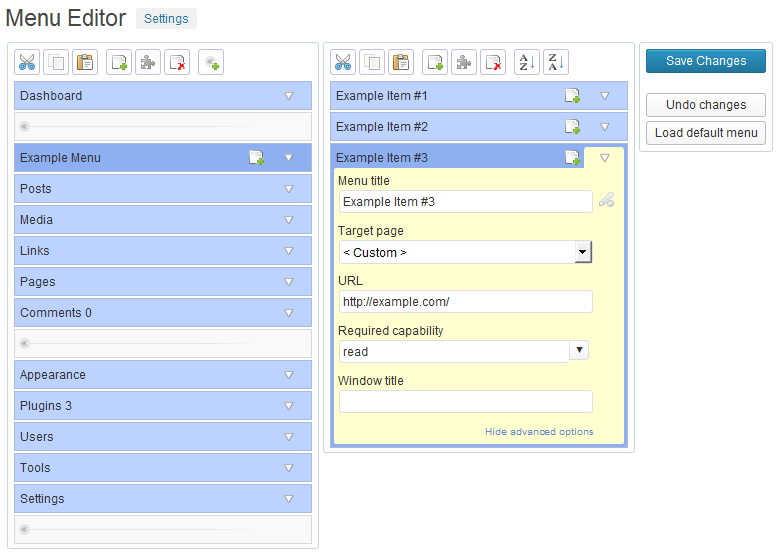 Menu Editor Settings
Dashboard
Example Menu
Posts
Media
Links
Pages
Comments 0
Appearance
Plugins 3
Users
Tools
Settings
A Z
Z A
Example Item #1
Example Item #2
Example Item #3
Menu title
Example Item #3
Target page
< Custom >
URL
http://example.com/
Required capability
read
Window title
Hide advanced options
Save Changes
Undo changes
Load default menu